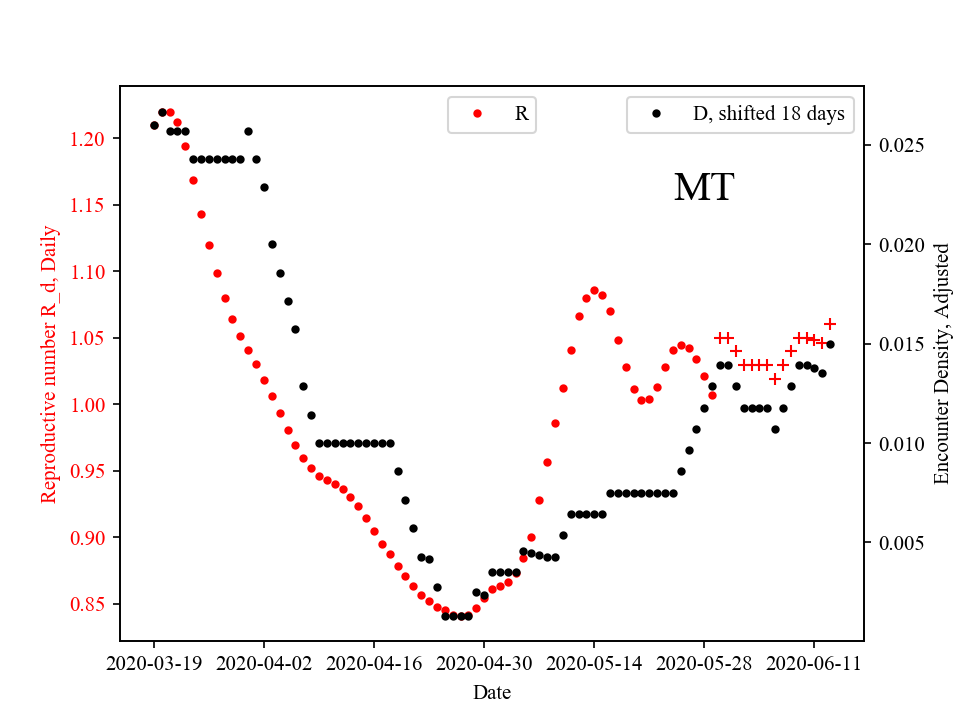 R
D, shifted 18 days
MT
Reproductive number R_d, Daily
1.20
1.15
1.10
1.05
1.00
0.95
0.90
0.85
0.025
0.020
0.015
0.010
0.005
Encounter Density, Adjusted
2020-03-19 2020-04-02 2020-04-16 2020-04-30 2020-05-14 2020-05-28 2020-06-11
Date